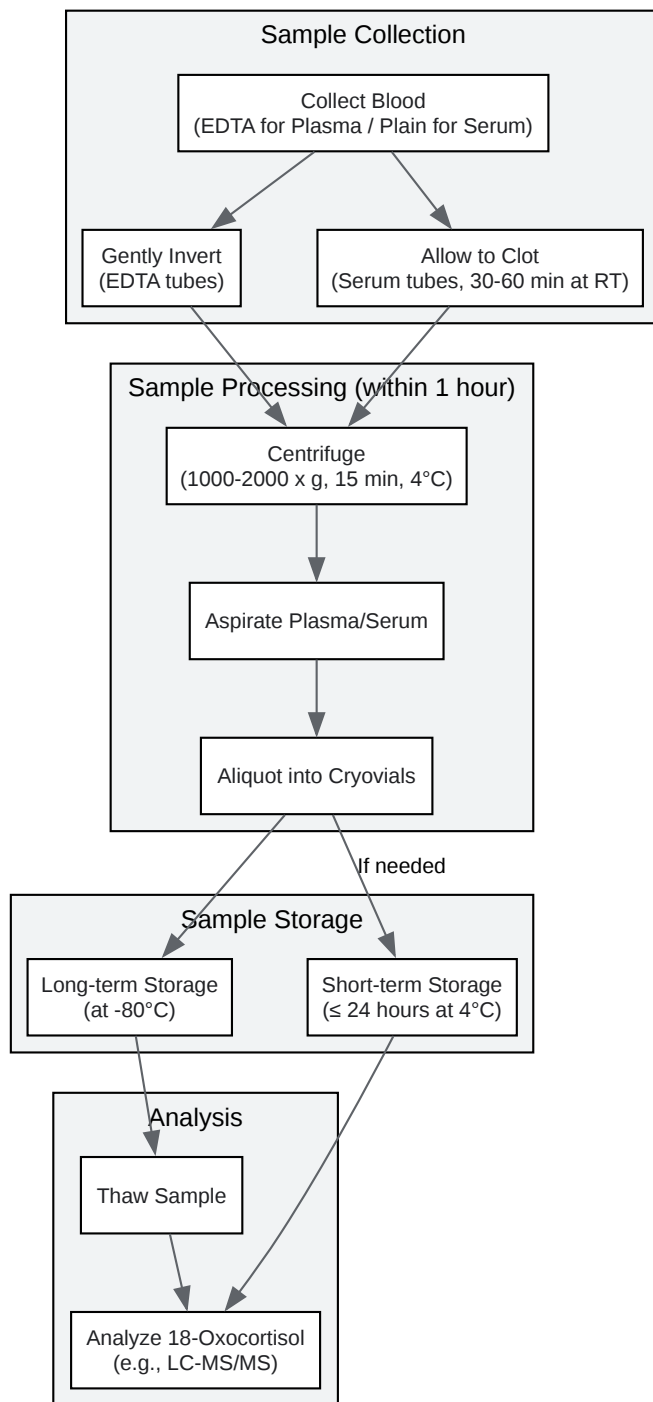 Sample Collection
Collect Blood
(EDTA for Plasma / Plain for Serum)
Gently Invert
(EDTA tubes)
Allow to Clot
(Serum tubes, 30-60 min at RT)
Sample Processing (within 1 hour)
Centrifuge
(1000-2000 x g, 15 min, 4°C)
Aspirate Plasma/Serum
Aliquot into Cryovials
If needed
Sample Storage
Long-term Storage
(at -80°C)
Short-term Storage
(≤ 24 hours at 4°C)
Analysis
Thaw Sample
Analyze 18-Oxocortisol
(e.g., LC-MS/MS)